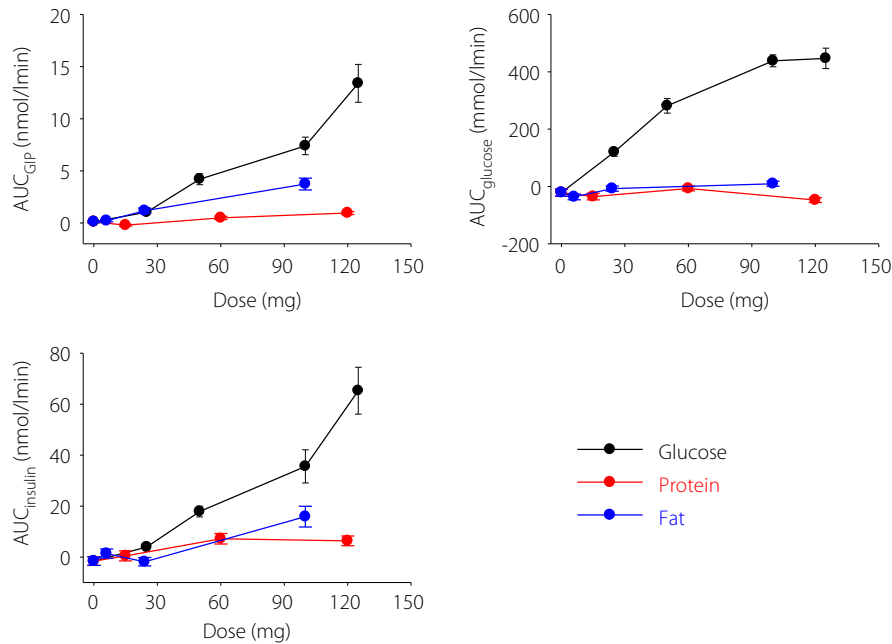 20
15
10
5
0
AUCGIP (nmol/lmin)
0 30 60 90 120 150
Dose (mg)
600
400
200
0
-200
AUCglucose (mmol/lmin)
0 30 60 90 120 150
Dose (mg)
80
60
40
20
0
AUCinsulin (nmol/lmin)
0 30 60 90 120 150
Dose (mg)
Glucose
Protein
Fat